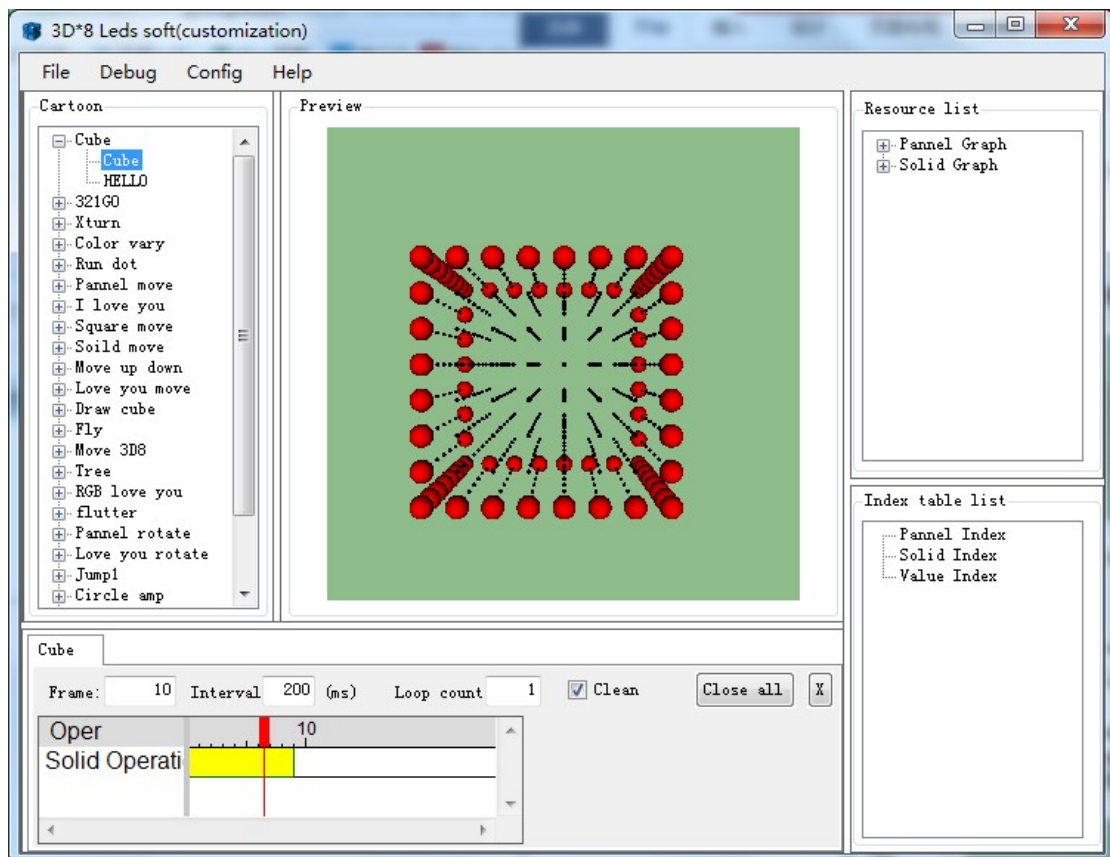 3D*8 Leds soft(customization)
File Debug Config Help
Cartoon
Cube
Cube
HELLO
321GO
Xturn
Color vary
Run dot
Pannel move
I love you
Square move
Soild move
Move up down
Love you move
Draw cube
Fly
Move 3D8
Tree
RGB love you
flutter
Pannel rotate
Love you rotate
Jump1
Circle amp
Preview
Resource list
Pannel Graph
Solid Graph
Index table list
Pannel Index
Solid Index
Value Index
Cube
Frame: 10 Interval 200 (ms) Loop count 1 Clean Close all X
Oper 10
Solid Operati